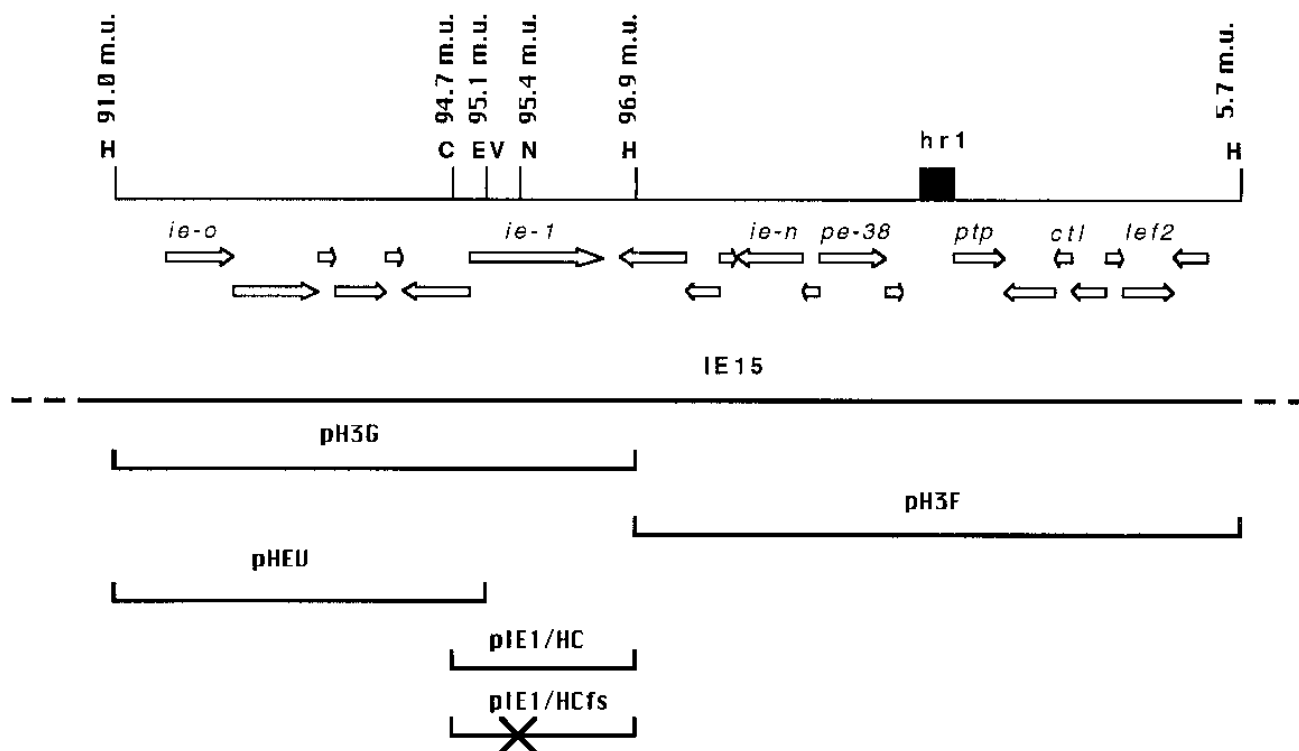 91.0 m.u.
94.7 m.u.
95.1 m.u.
95.4 m.u.
96.9 m.u.
5.7 m.u.
H C EV N H hr1 H
ie-o ie-1 ie-n pe-38 ptp ctl lef2
IE15
pH3G
pH3F
pHEV
pIE1/HC
pIE1/HCfs